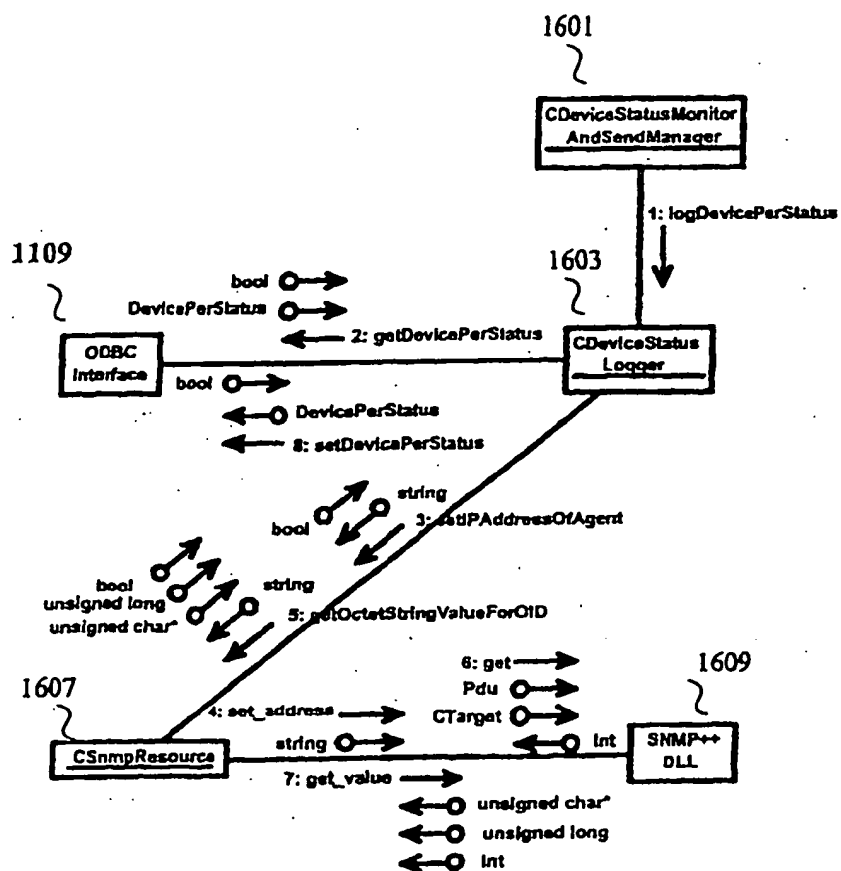 1601
CDeviceStatusMonitor
AndSendManager
1: logDevicePerStatus
1109
1603
bool
DevicePerStatus
2: getDevicePerStatus
ODBC
Interface
CDeviceStatus
Logger
bool
DevicePerStatus
8: setDevicePerStatus
string
bool
3: setIPAddressOfAgent
string
bool
unsigned long
unsigned char*
5: getOctetStringValueForOID
6: get
1609
1607
Pdu
4: set_address
CTarget
string
int
CSnmpResource
SNMP++
DLL
7: get_value
unsigned char*
unsigned long
int